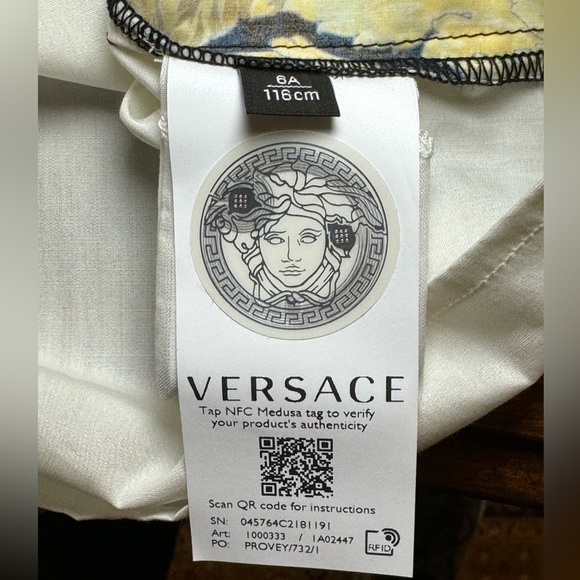 6A
116cm
VERSACE
Tap NFC Medusa tag to verify
your product's authenticity
Scan QR code for instructions
SN: 045764C2181191
Art: 1000333 / 1A02447
PO: PROVEY/732/1
RFID